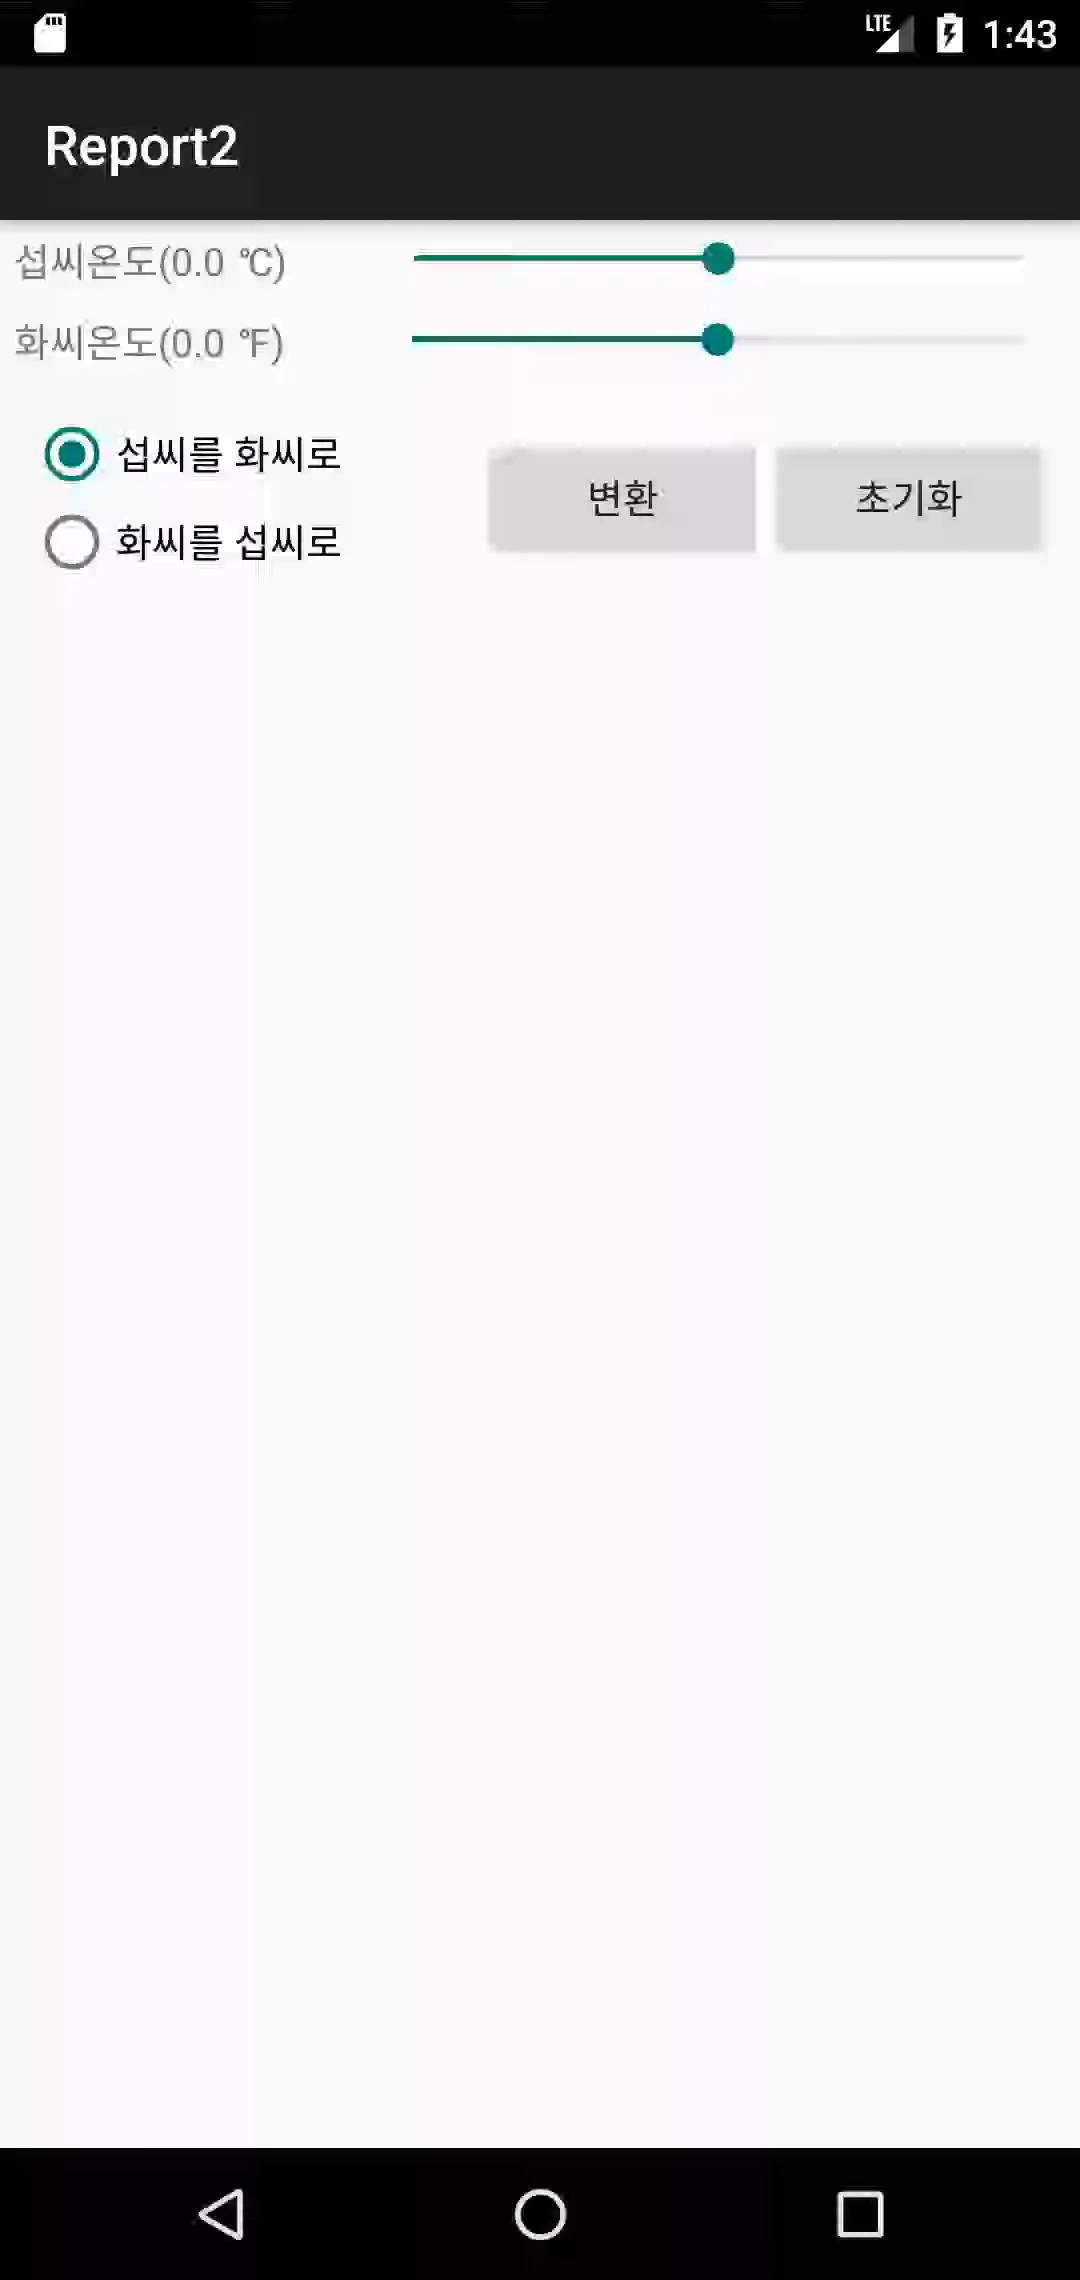 LTE 1:43
Report2
섭씨온도(0.0 ℃)
화씨온도(0.0 ℉)
섭씨를 화씨로
화씨를 섭씨로
변환 초기화